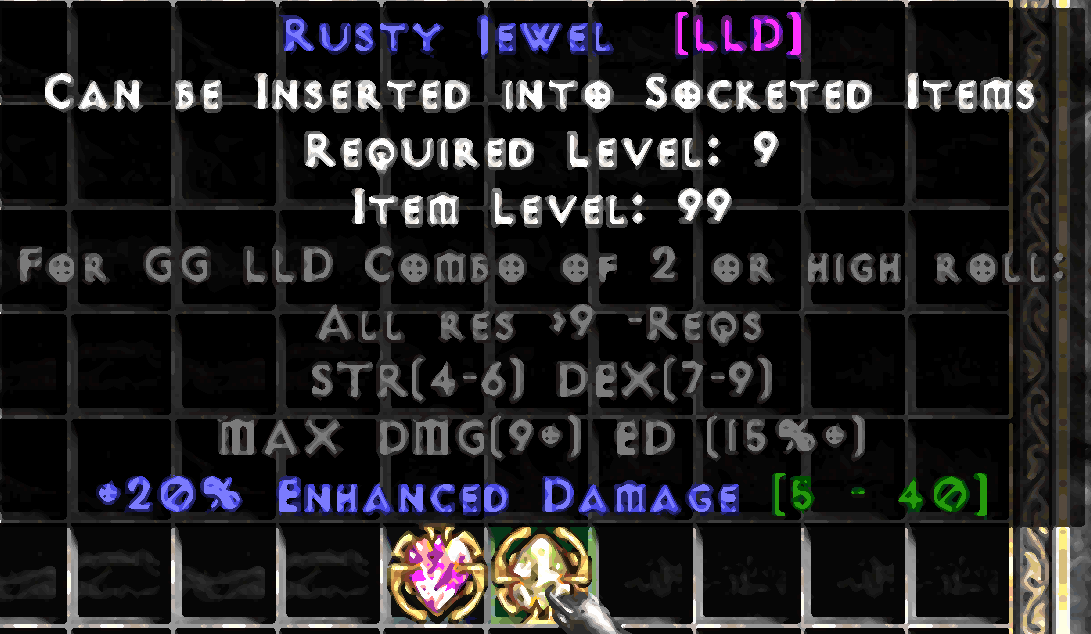 Rusty Jewel [LLD]
Can be Inserted into Socketed Items
Required Level: 9
Item Level: 99
For GG LLD Combo of 2 or high roll:
All res >9 -Reqs
STR(4-6) DEX(7-9)
MAX DMG(9+) ED (15%+)
+20% Enhanced Damage [5 - 40]